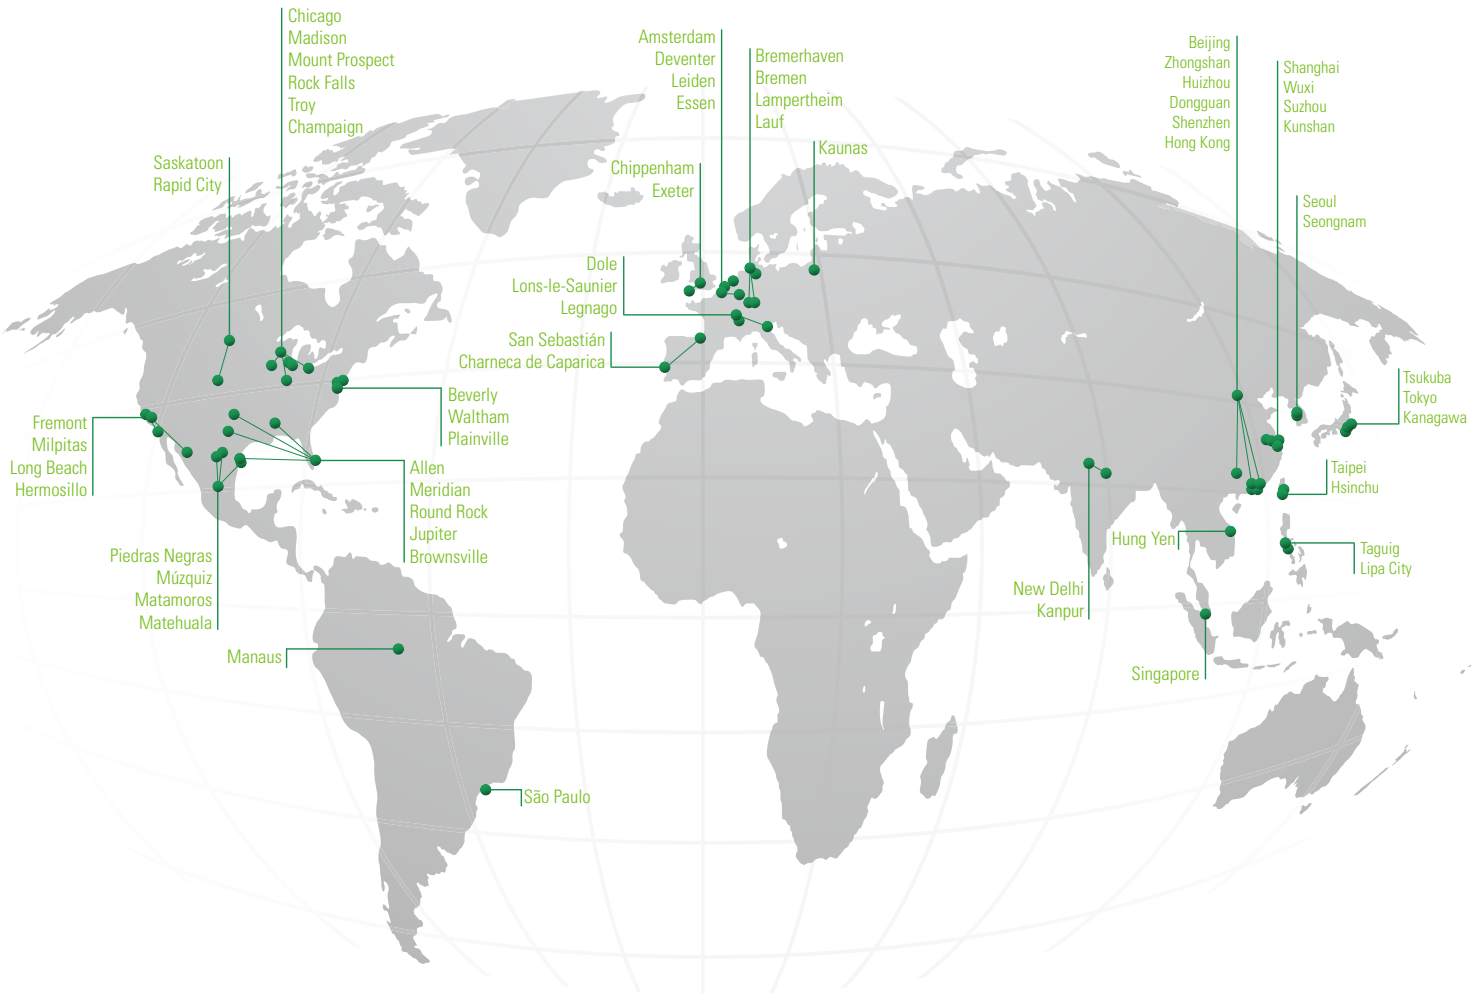 Chicago
Madison
Mount Prospect
Rock Falls
Troy
Champaign
Saskatoon
Rapid City
Amsterdam
Deventer
Leiden
Essen
Bremerhaven
Bremen
Lampertheim
Lauf
Kaunas
Chippenham
Exeter
Dole
Lons-le-Saunier
Legnago
San Sebastián
Charneca de Caparica
Beijing
Zhongshan
Huizhou
Dongguan
Shenzhen
Hong Kong
Shanghai
Wuxi
Suzhou
Kunshan
Seoul
Seongnam
Tsukuba
Tokyo
Kanagawa
Taipei
Hsinchu
Taguig
Lipa City
Hung Yen
New Delhi
Kanpur
Singapore
Beverly
Waltham
Plainville
Fremont
Milpitas
Long Beach
Hermosillo
Allen
Meridian
Round Rock
Jupiter
Brownsville
Piedras Negras
Múzquiz
Matamoros
Matehuala
Manaus
São Paulo